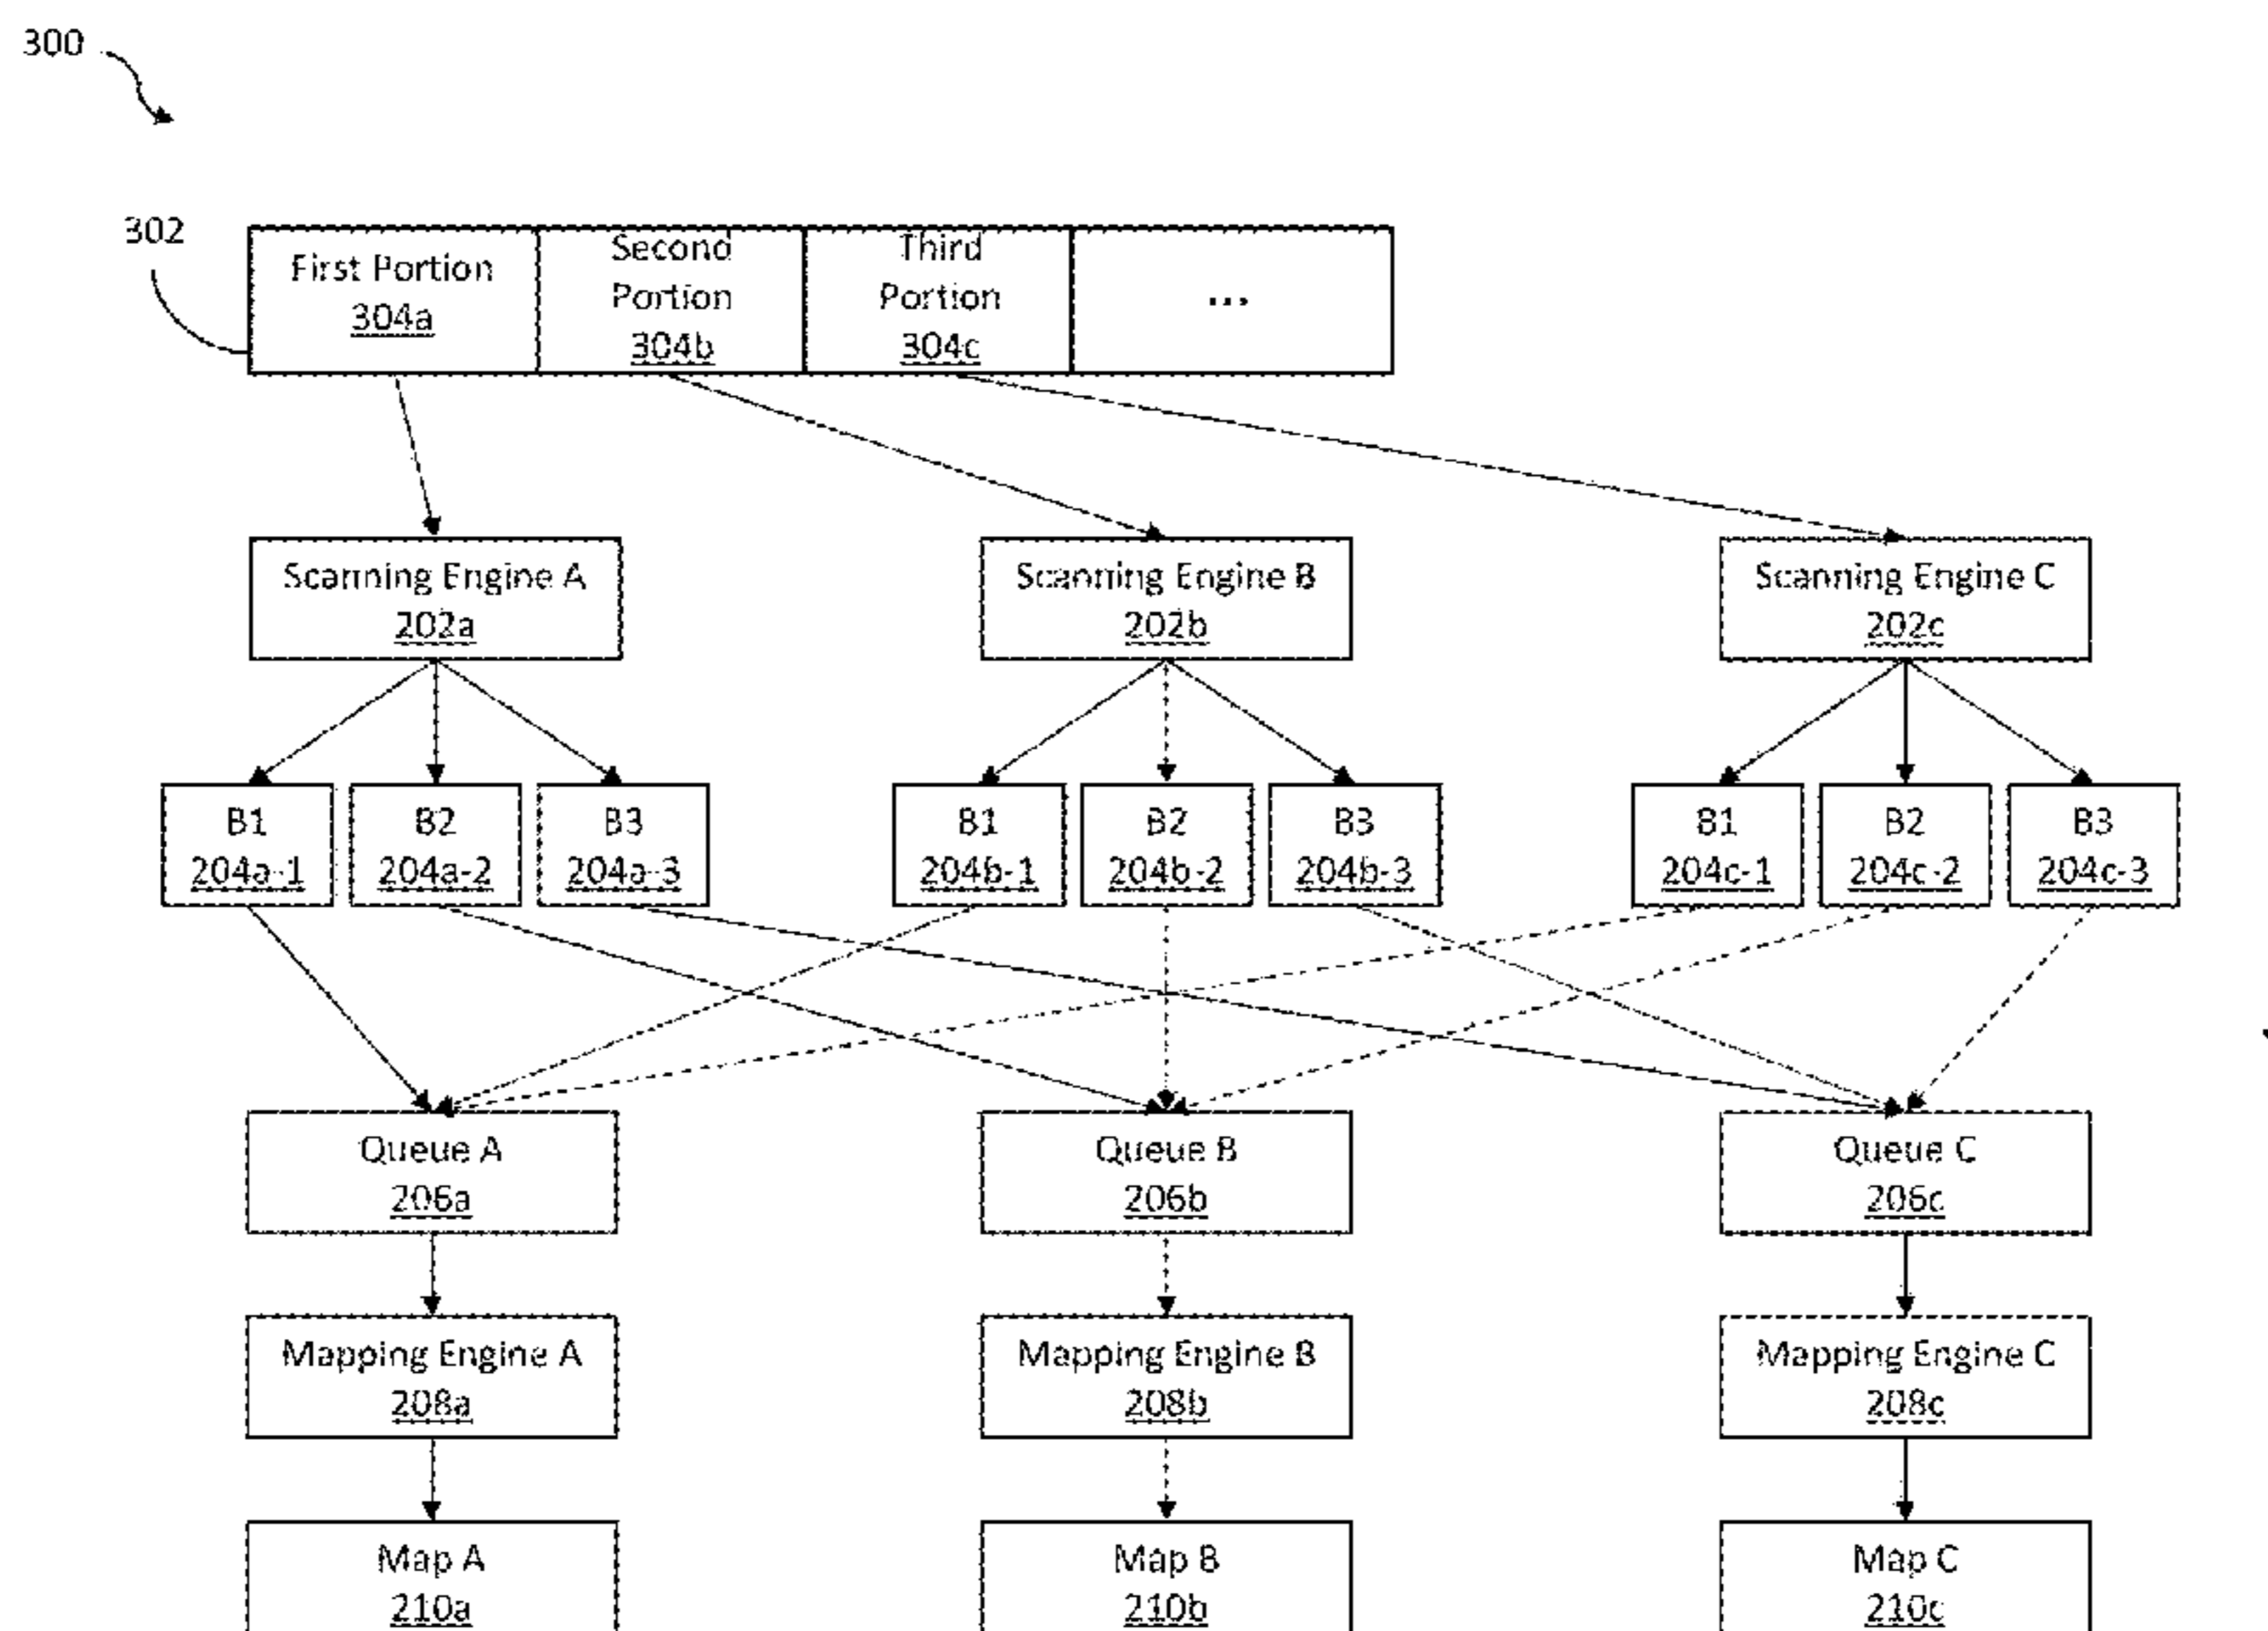 300
302
First Portion
304a
Second
Portion
304b
Third
Portion
304c
...
Scanning Engine A
202a
Scanning Engine B
202b
Scanning Engine C
202c
B1
204a-1
B2
204a-2
B3
204a-3
B1
204b-1
B2
204b-2
B3
204b-3
B1
204c-1
B2
204c-2
B3
204c-3
Queue A
206a
Queue B
206b
Queue C
206c
Mapping Engine A
208a
Mapping Engine B
208b
Mapping Engine C
208c
Map A
210a
Map B
210b
Map C
210c